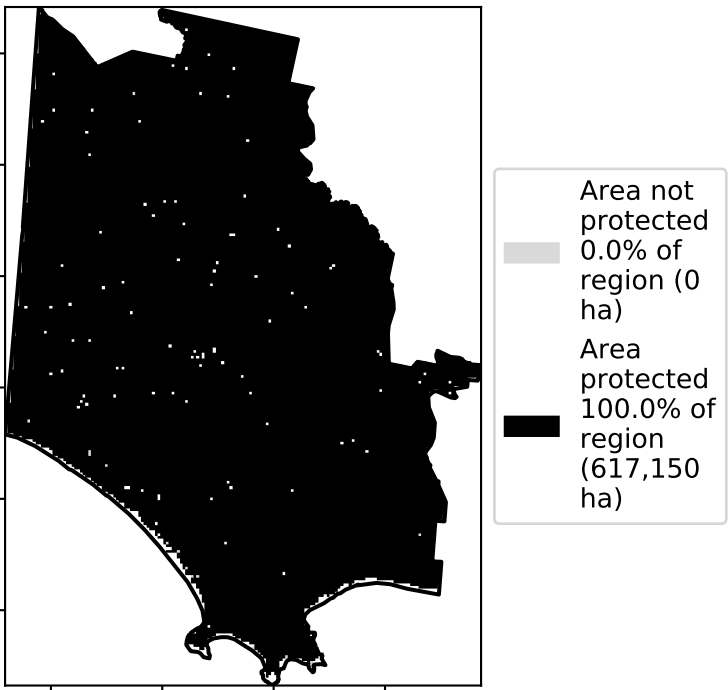 Area not
protected
0.0% of
region (0
ha)
Area
protected
100.0% of
region
(617,150
ha)